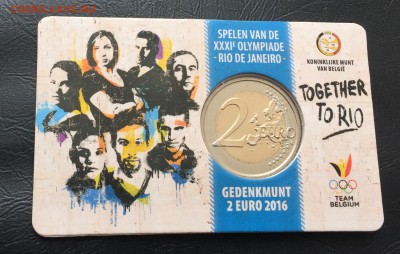 SPELEN VAN DE
XXXIᵉ OLYMPIADE
- RIO DE JANEIRO -
2 EURO
GEDENKMUNT
2 EURO 2016
KONINKLIJKE MUNT
VAN BELGIË
TOGETHER
TO RIO
TEAM
BELGIUM